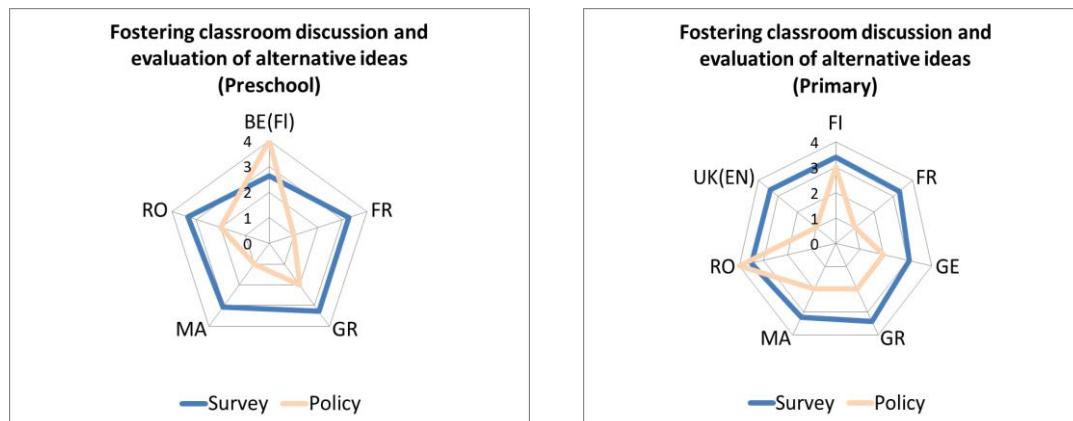 Fostering classroom discussion and
evaluation of alternative ideas
(Preschool)
BE(Fl)
4
3
2
1
0
RO
FR
MA
GR
Survey
Policy
Fostering classroom discussion and
evaluation of alternative ideas
(Primary)
FI
4
3
2
1
0
UK(EN)
FR
RO
GE
MA
GR
Survey
Policy